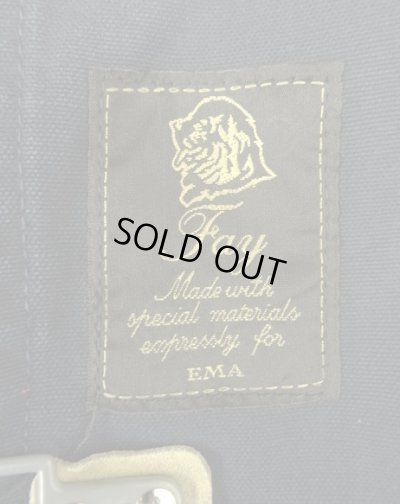 Fay
SOLD OUT
Made with
special materials
expressly for
EMA